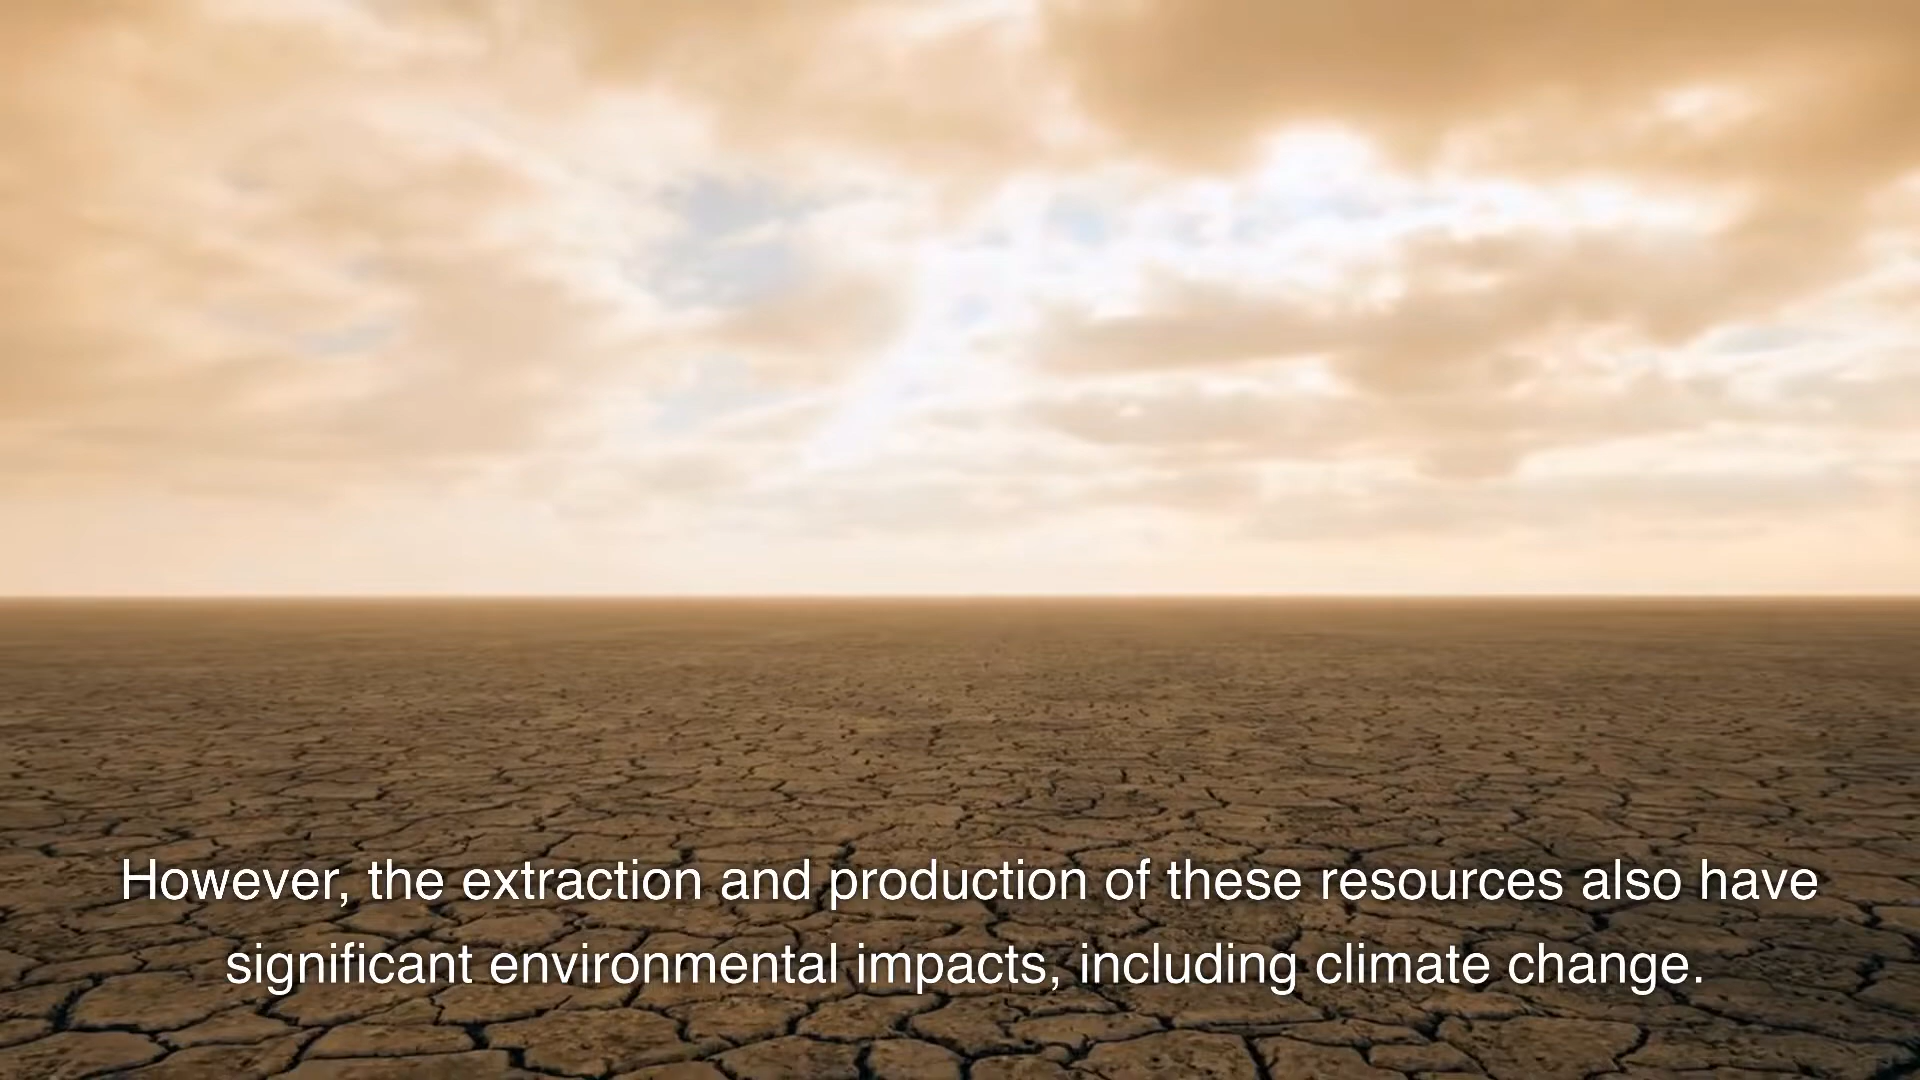 However, the extraction and production of these resources also have
significant environmental impacts, including climate change.